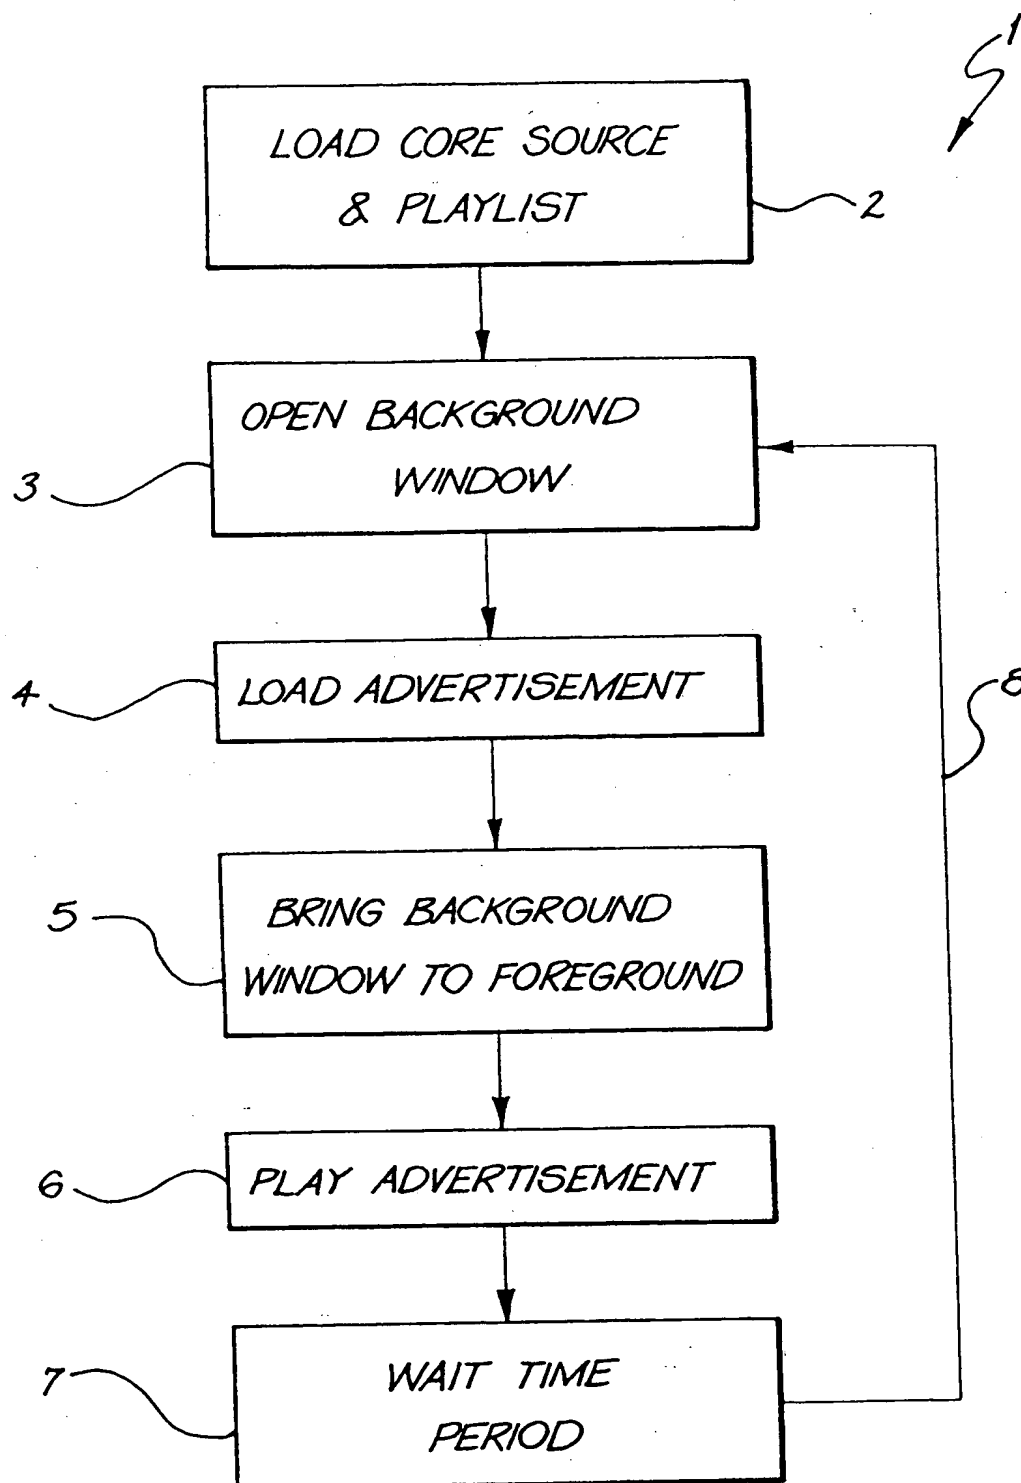 1
LOAD CORE SOURCE
& PLAYLIST
2
OPEN BACKGROUND
WINDOW
3
4
LOAD ADVERTISEMENT
8
5
BRING BACKGROUND
WINDOW TO FOREGROUND
6
PLAY ADVERTISEMENT
7
WAIT TIME
PERIOD